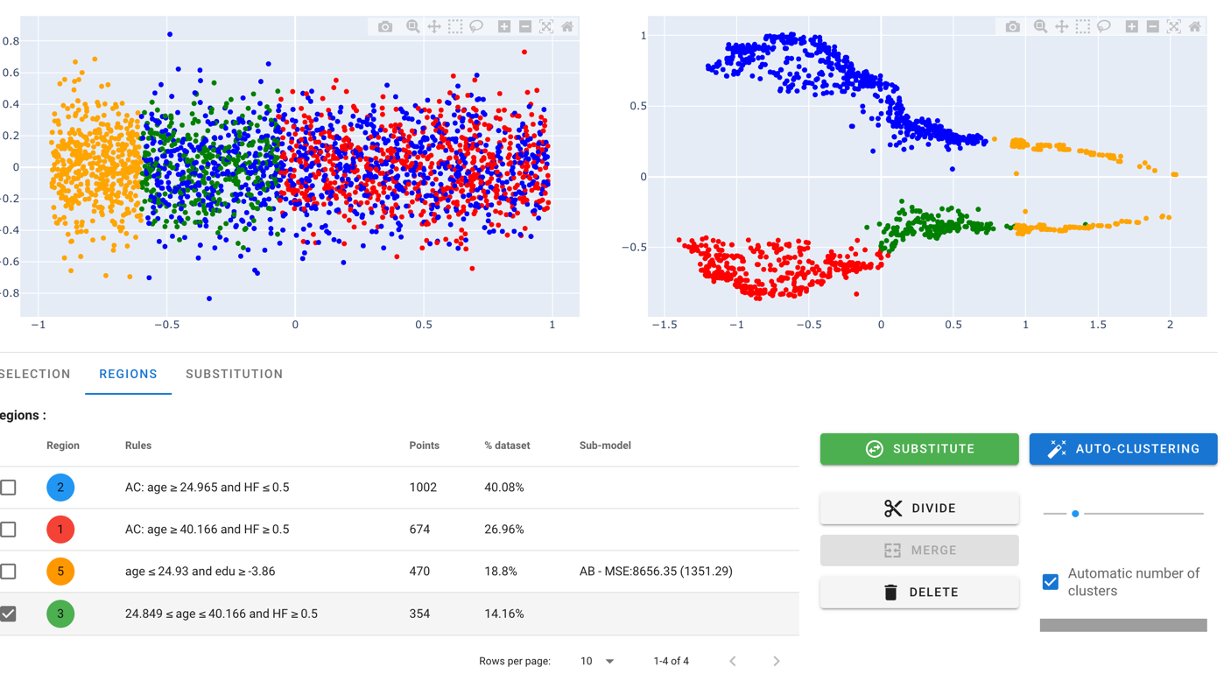 0.8
0.6
0.4
0.2
0
0.2
0.4
0.6
0.8
−1 −0.5 0 0.5 1
1
0.5
0
−0.5
−1.5 −1 −0.5 0 0.5 1 1.5 2
SELECTION REGIONS SUBSTITUTION
egions :
Region Rules Points % dataset Sub-model
2 AC: age ≥ 24.965 and HF ≤ 0.5 1002 40.08%
1 AC: age ≥ 40.166 and HF ≥ 0.5 674 26.96%
5 age ≤ 24.93 and edu ≥ -3.86 470 18.8% AB - MSE:8656.35 (1351.29)
3 24.849 ≤ age ≤ 40.166 and HF ≥ 0.5 354 14.16%
Rows per page: 10 1-4 of 4
SUBSTITUTE AUTO-CLUSTERING
DIVIDE
MERGE
DELETE
Automatic number of
clusters